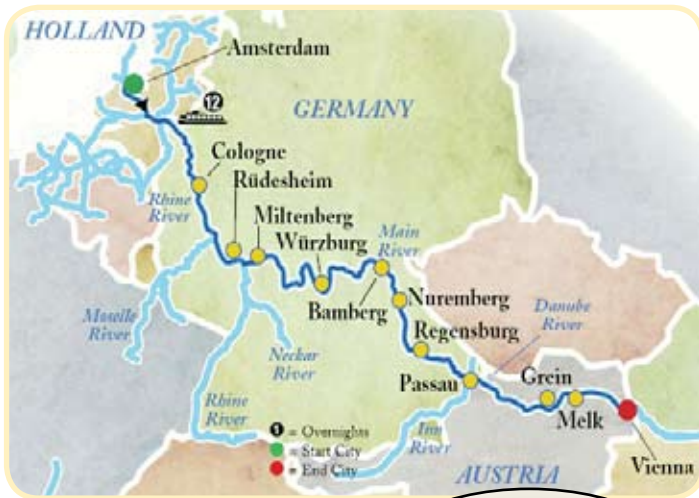 HOLLAND
Amsterdam
12
GERMANY
Cologne
Rüdesheim
Rhine
River
Miltenberg
Würzburg
Main
River
Bamberg
Nuremberg
Danube
River
Moselle
River
Regensburg
Neckar
River
Passau
Grein
Melk
Rhine
River
Inn
River
1 = Overnights
= Start City
= End City
Vienna
AUSTRIA